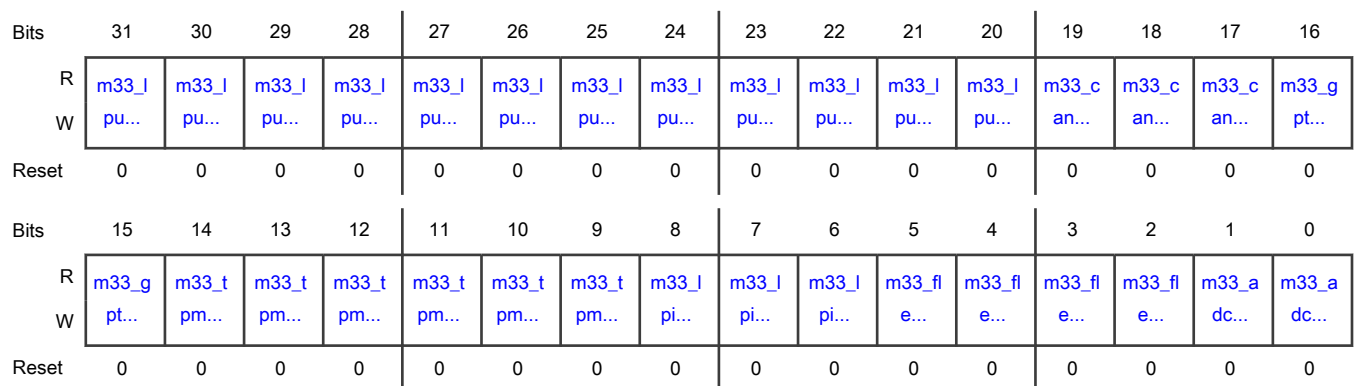 Bits 31 30 29 28 27 26 25 24 23 22 21 20 19 18 17 16
R m33_l m33_l m33_l m33_l m33_l m33_l m33_l m33_l m33_l m33_l m33_l m33_l m33_c m33_c m33_c m33_g
W pu... pu... pu... pu... pu... pu... pu... pu... pu... pu... pu... pu... an... an... an... pt...
Reset 0 0 0 0 0 0 0 0 0 0 0 0 0 0 0 0
Bits 15 14 13 12 11 10 9 8 7 6 5 4 3 2 1 0
R m33_g m33_t m33_t m33_t m33_t m33_t m33_t m33_l m33_l m33_l m33_fl m33_fl m33_fl m33_fl m33_a m33_a
W pt... pm... pm... pm... pm... pm... pm... pi... pi... pi... e... e... e... e... dc... dc...
Reset 0 0 0 0 0 0 0 0 0 0 0 0 0 0 0 0